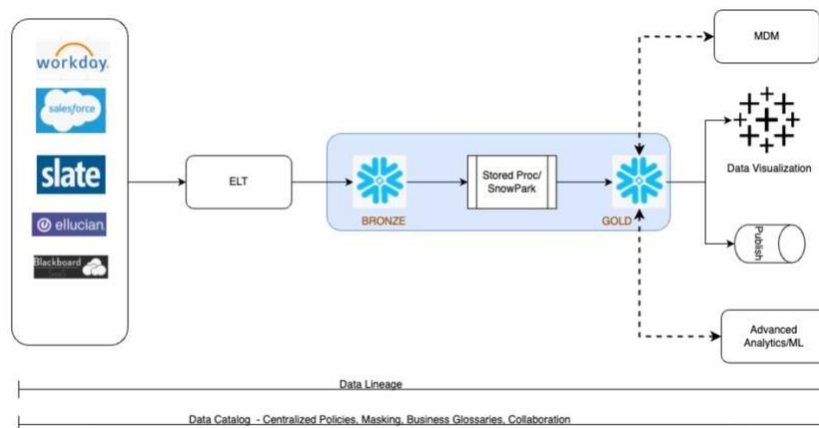 workday.
salesforce
slate
ellucian
Blackboard
ELT
BRONZE
Stored Proc/
SnowPark
GOLD
MDM
Data Visualization
Publish
Advanced
Analytics/ML
Data Lineage
Data Catalog - Centralized Policies, Masking, Business Glossaries, Collaboration